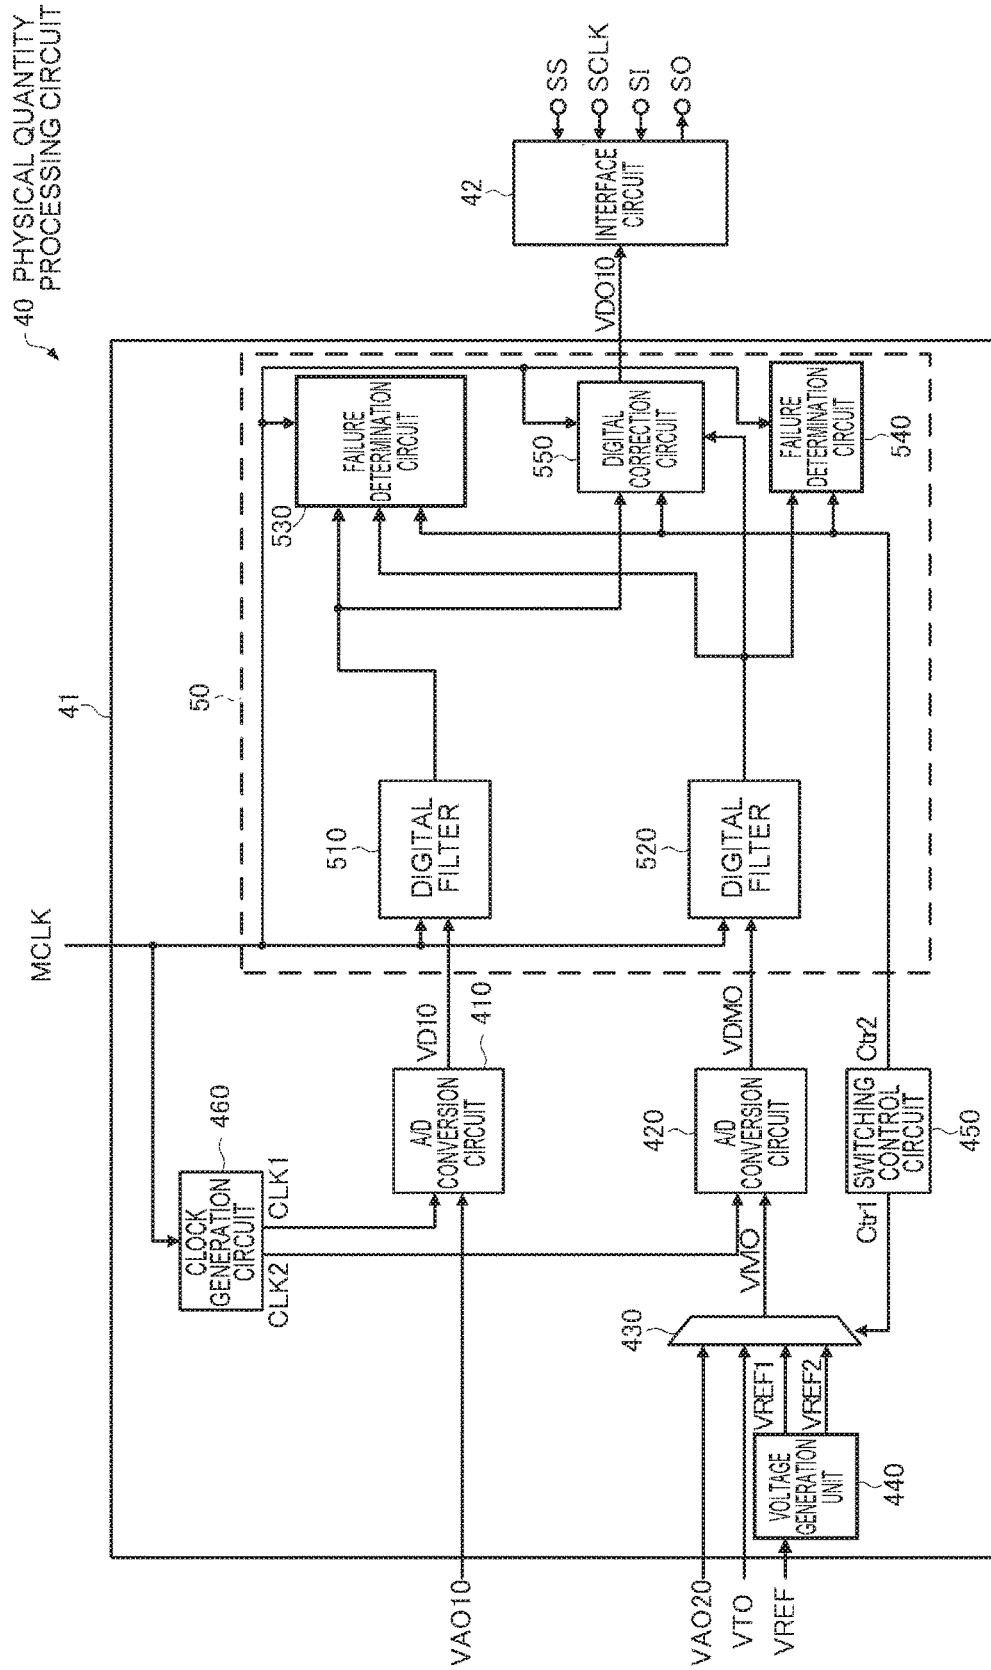 40 PHYSICAL QUANTITY
PROCESSING CIRCUIT
41
MCLK
50
460
CLOCK
GENERATION
CIRCUIT
CLK1
CLK2
530
FAILURE
DETERMINATION
CIRCUIT
VAO10
A/D
CONVERSION
CIRCUIT
410
VD10
510
DIGITAL
FILTER
550
DIGITAL
CORRECTION
CIRCUIT
VDO10
42
INTERFACE
CIRCUIT
SS
SCLK
SI
SO
430
VMO
420
A/D
CONVERSION
CIRCUIT
VDMO
520
DIGITAL
FILTER
FAILURE
DETERMINATION
CIRCUIT
540
VAO20
VTO
VREF
VREF1
VREF2
VOLTAGE
GENERATION
UNIT
440
Ctr1
SWITCHING
CONTROL
CIRCUIT
450
Ctr2